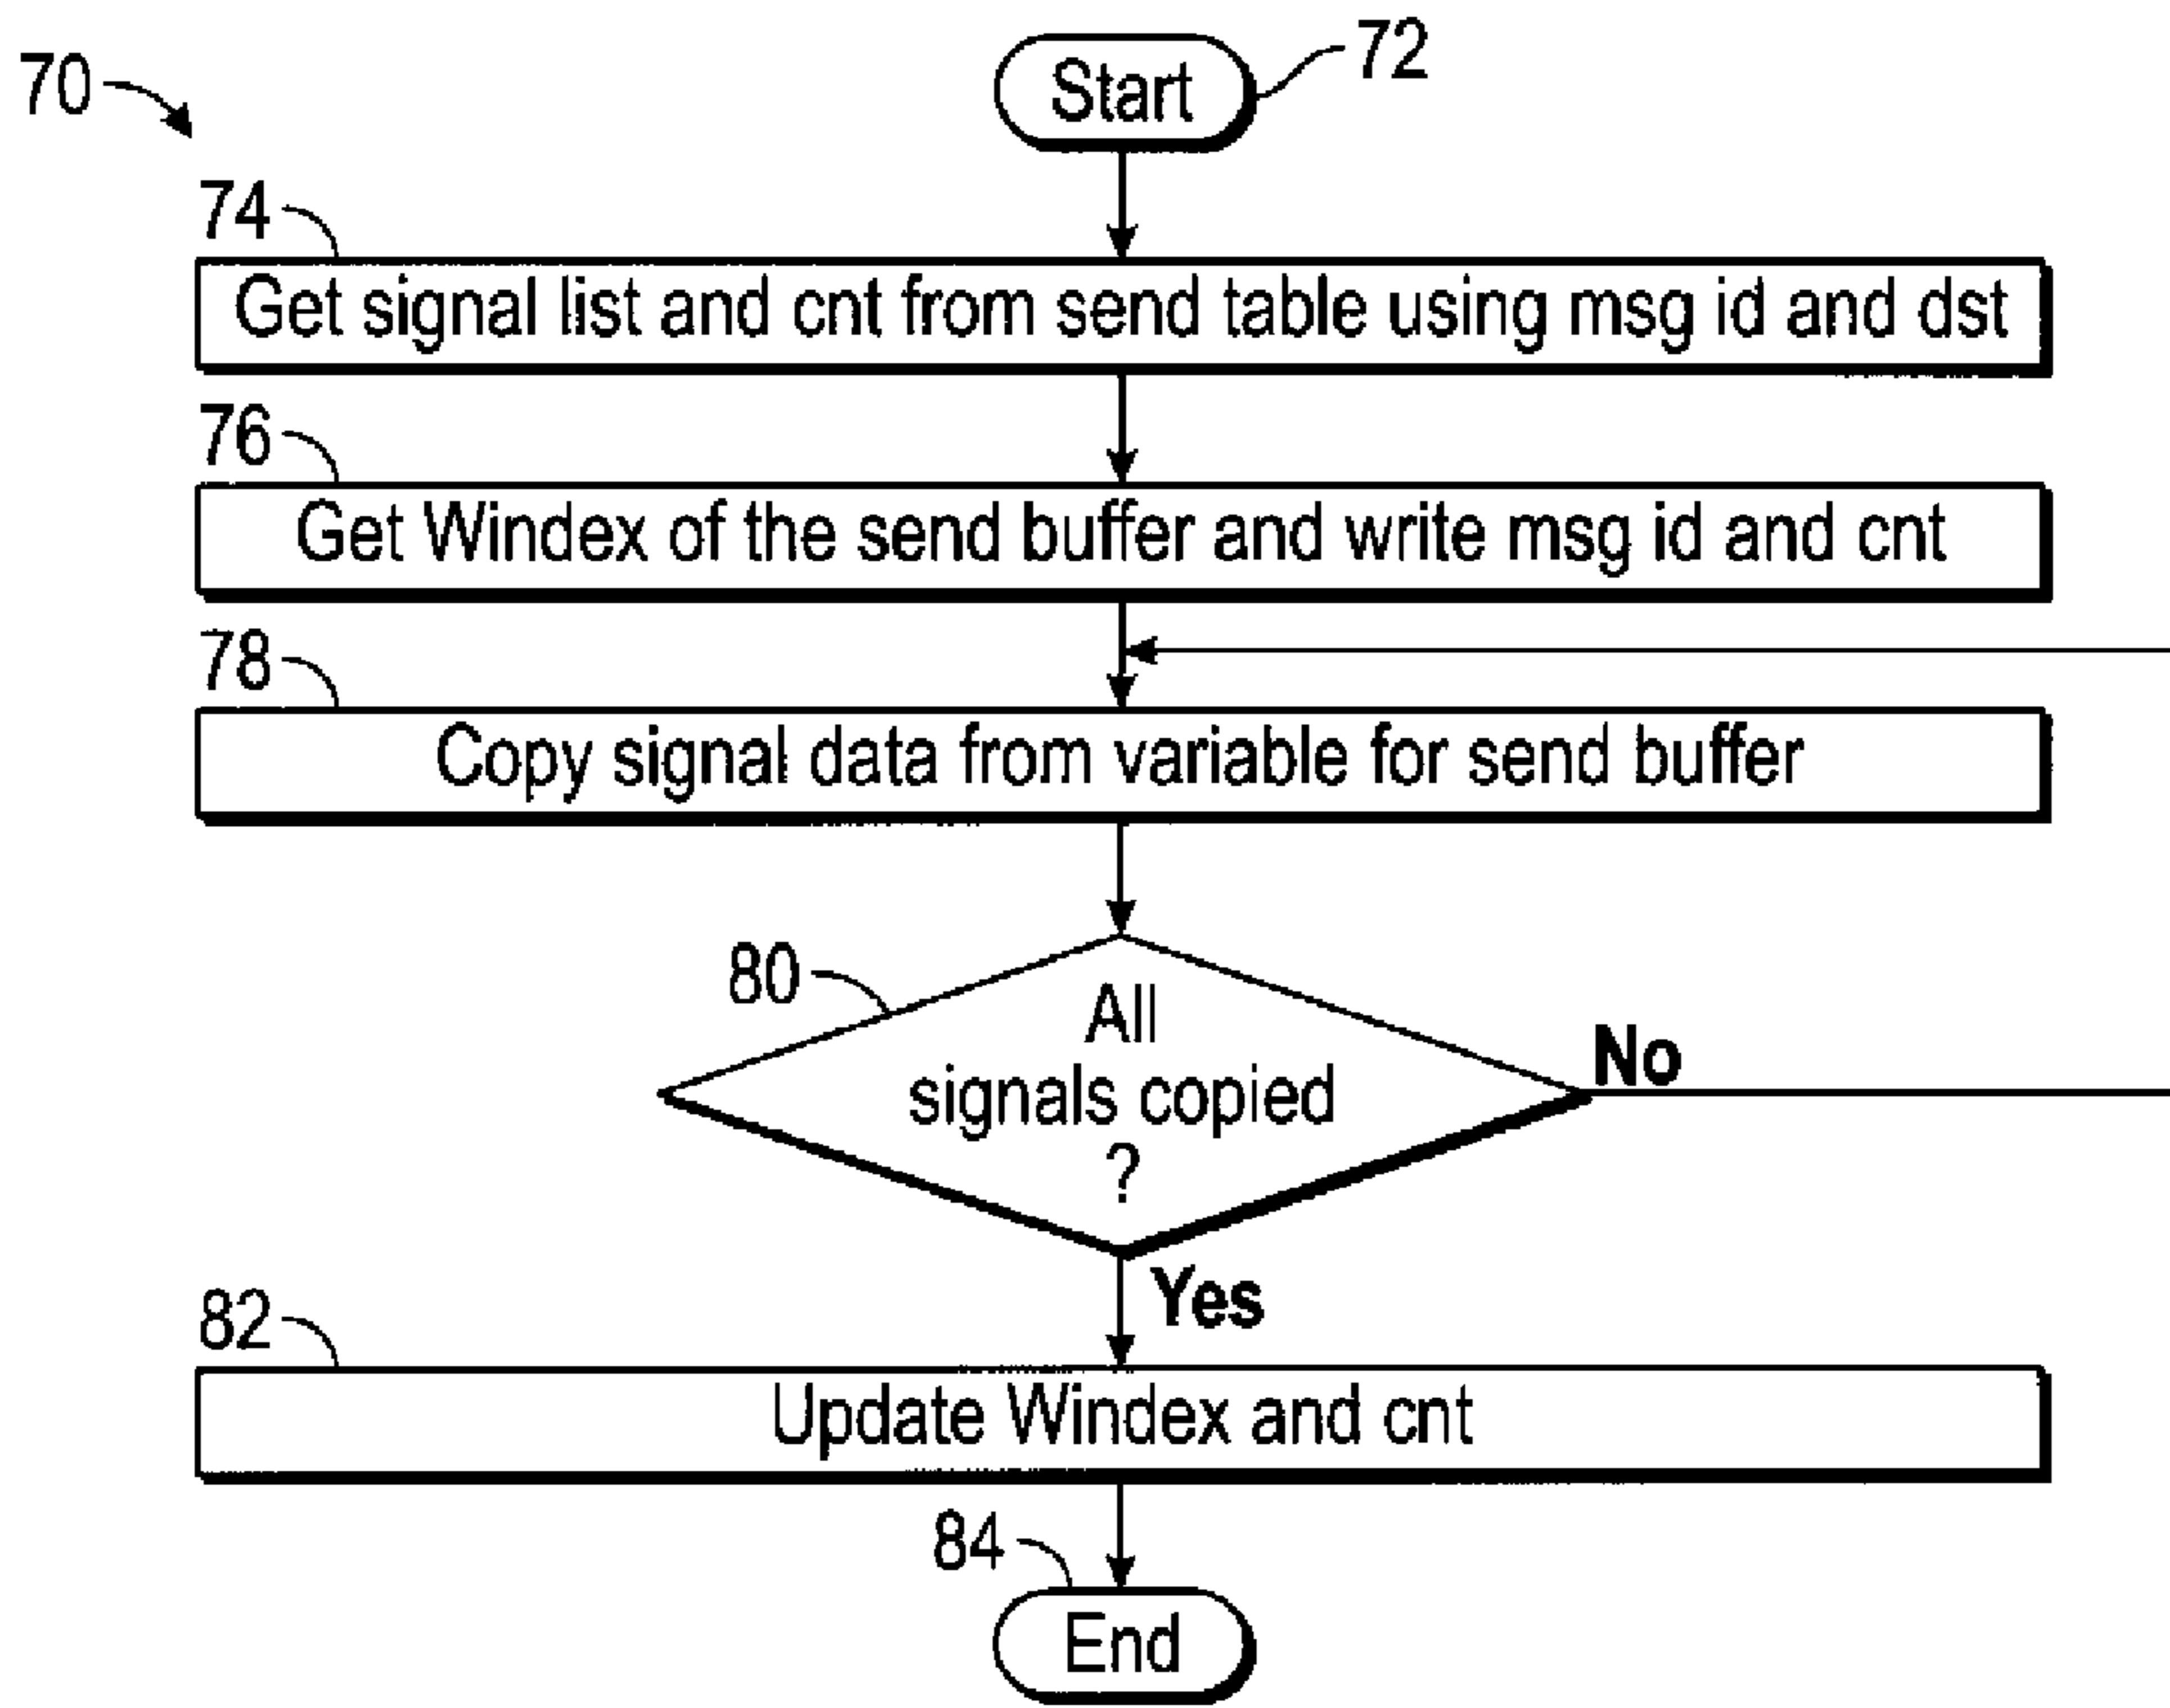 70
Start
72
74
Get signal list and cnt from send table using msg id and dst
76
Get Windex of the send buffer and write msg id and cnt
78
Copy signal data from variable for send buffer
80
All
signals copied
?
No
Yes
82
Update Windex and cnt
84
End